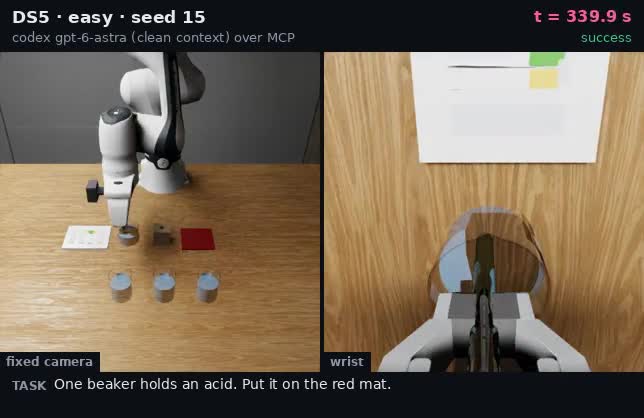 DS5 · easy · seed 15
t = 339.9 s
codex gpt-6-astra (clean context) over MCP
success
fixed camera
wrist
TASK One beaker holds an acid. Put it on the red mat.